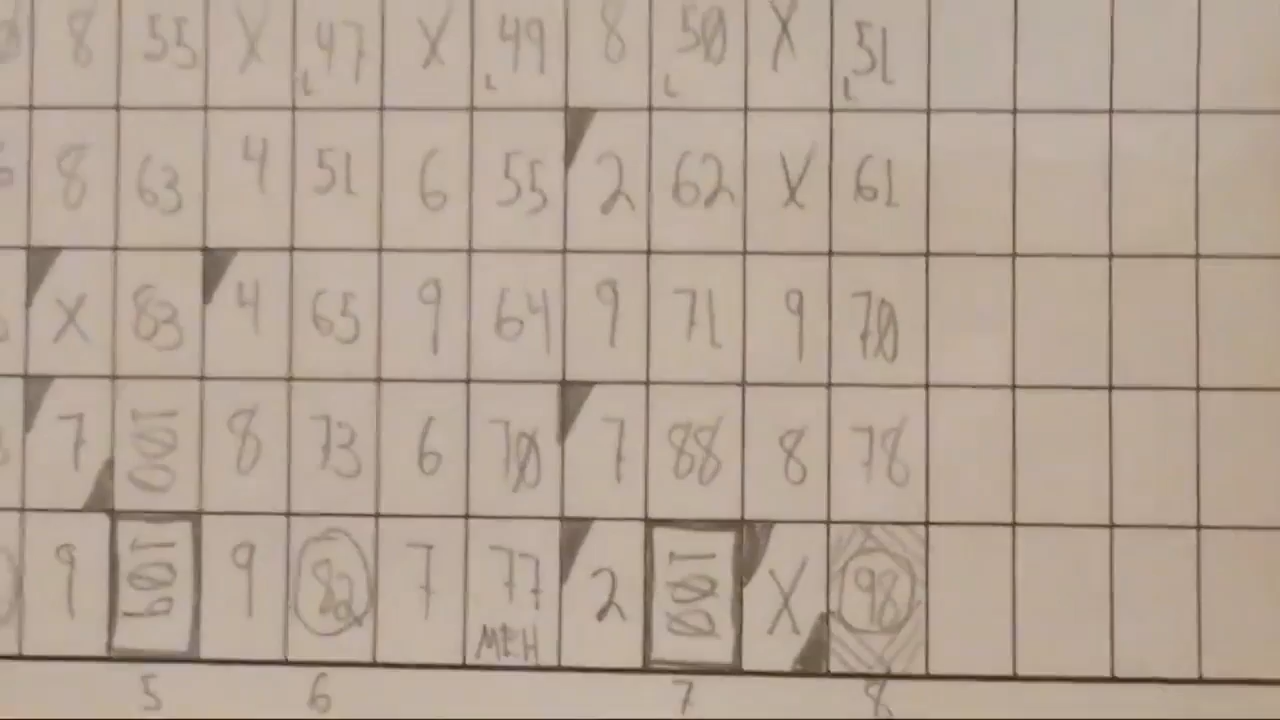 8 55 X 47 X 49 8 50 X 51
8 63 4 51 6 55 2 62 X 61
X 83 4 65 9 64 9 71 9 70
7 100 8 73 6 70 7 88 8 78
9 109 9 82 7 77 2 100 X 98
MEH
5 6 7 8